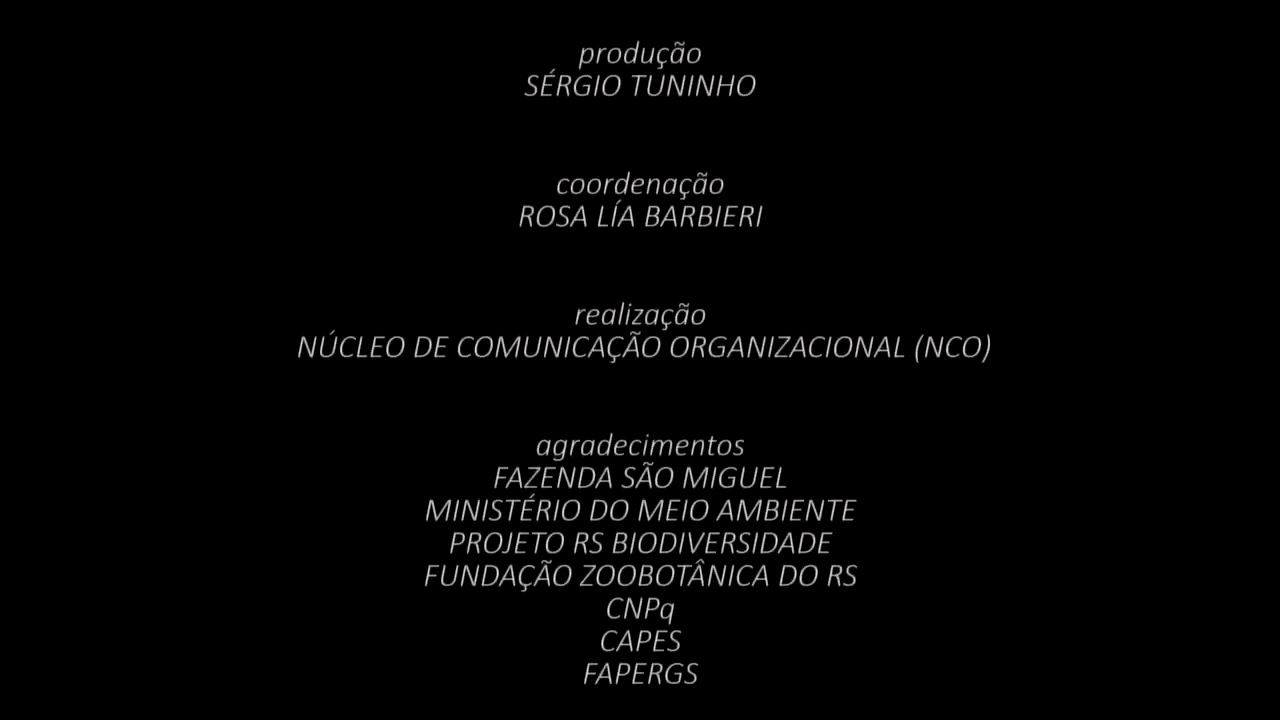 produção
SÉRGIO TUNINHO
coordenação
ROSA LÍA BARBIERI
realização
NÚCLEO DE COMUNICAÇÃO ORGANIZACIONAL (NCO)
agradecimentos
FAZENDA SÃO MIGUEL
MINISTÉRIO DO MEIO AMBIENTE
PROJETO RS BIODIVERSIDADE
FUNDAÇÃO ZOOBOTÂNICA DO RS
CNPq
CAPES
FAPERGS